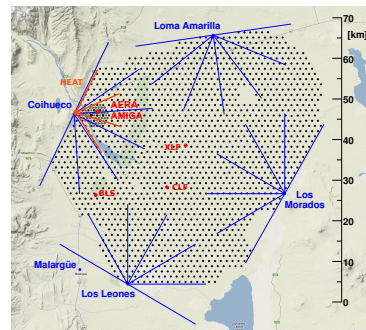 70
Loma Amarilla
[km]
60
HEAT
Coihueco
AERA
AMIGA
50
XLF
40
BLS
CLF
30
Los
Morados
20
Malargüe
10
Los Leones
0